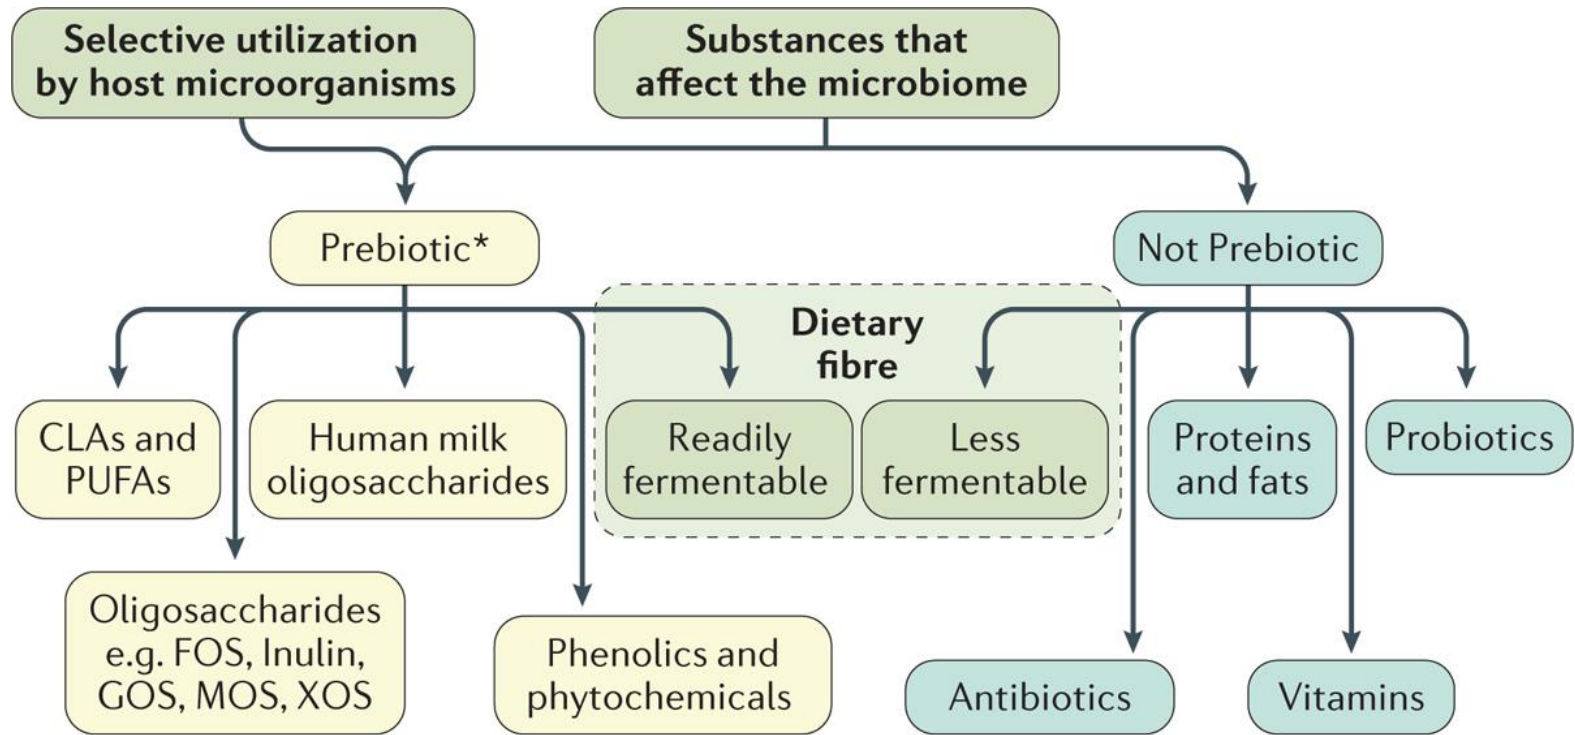 Selective utilization
by host microorganisms
Substances that
affect the microbiome
Prebiotic*
Not Prebiotic
Dietary
fibre
CLAs and
PUFAs
Human milk
oligosaccharides
Readily
fermentable
Less
fermentable
Proteins
and fats
Probiotics
Oligosaccharides
e.g. FOS, Inulin,
GOS, MOS, XOS
Phenolics and
phytochemicals
Antibiotics
Vitamins